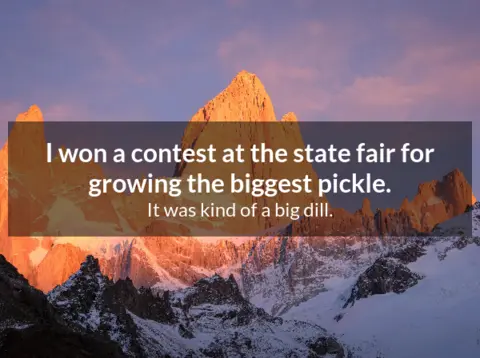 I won a contest at the state fair for
growing the biggest pickle.
It was kind of a big dill.